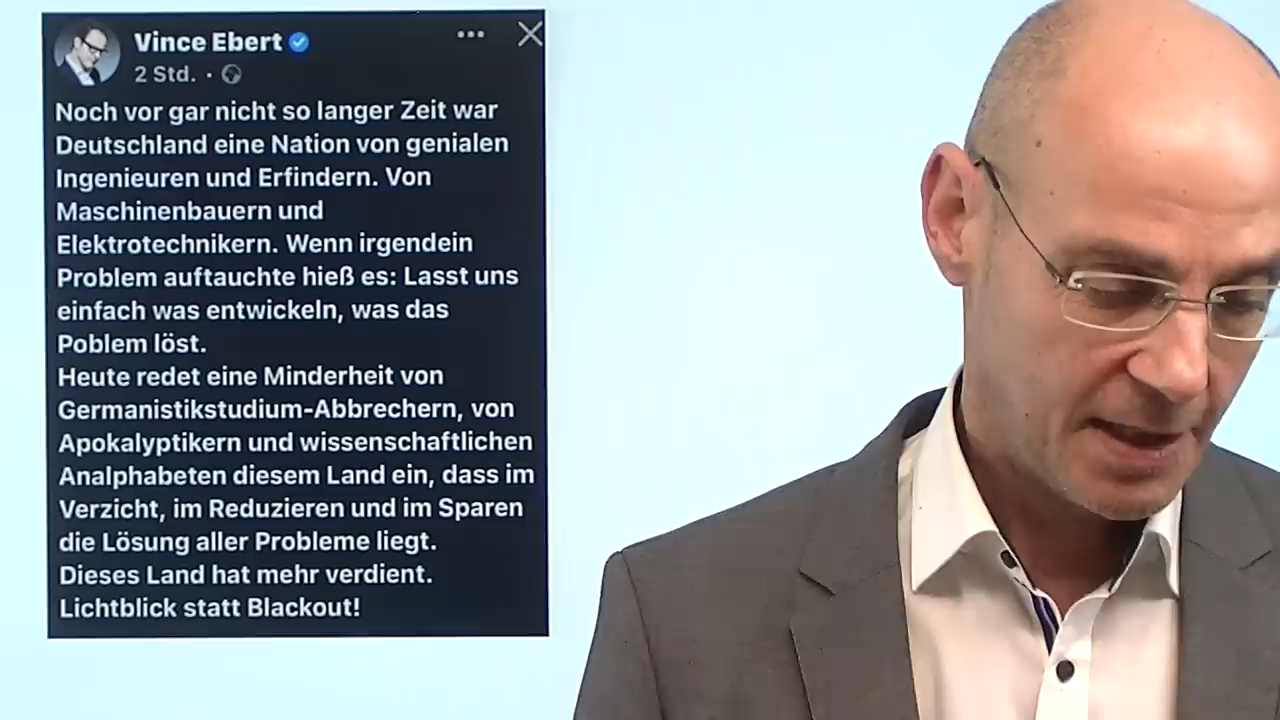 Vince Ebert
2 Std. ·
Noch vor gar nicht so langer Zeit war
Deutschland eine Nation von genialen
Ingenieuren und Erfindern. Von
Maschinenbauern und
Elektrotechnikern. Wenn irgendein
Problem auftauchte hieß es: Lasst uns
einfach was entwickeln, was das
Poblem löst.
Heute redet eine Minderheit von
Germanistikstudium-Abbrechern, von
Apokalyptikern und wissenschaftlichen
Analphabeten diesem Land ein, dass im
Verzicht, im Reduzieren und im Sparen
die Lösung aller Probleme liegt.
Dieses Land hat mehr verdient.
Lichtblick statt Blackout!